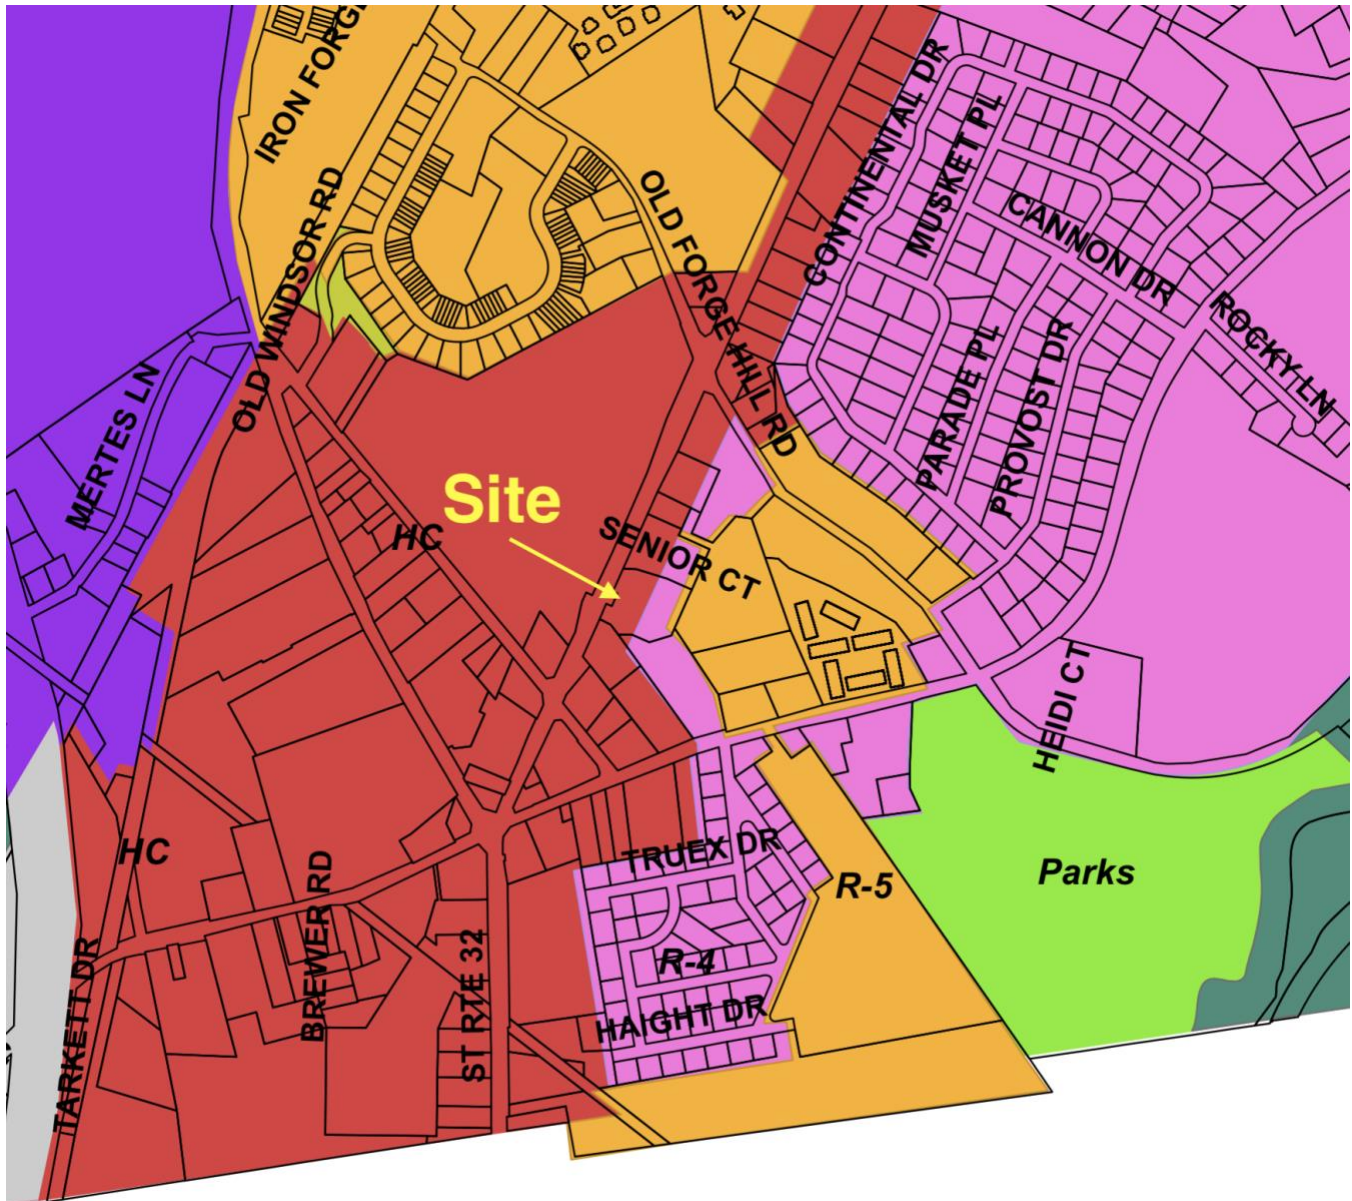 IRON FORGE
OLD WINDSOR RD
OLD FORGE HILL RD
CONTINENTAL DR
MUSKET PL
CANNON DR
ROCKY LN
PARADE PL
PROVOST DR
MERTES LN
Site
HC
SENIOR CT
HEIDI CT
HC
TRUEX DR
R-5
Parks
BREWER RD
ST RTE 32
R-4
HAIGHT DR
TARKETT DR